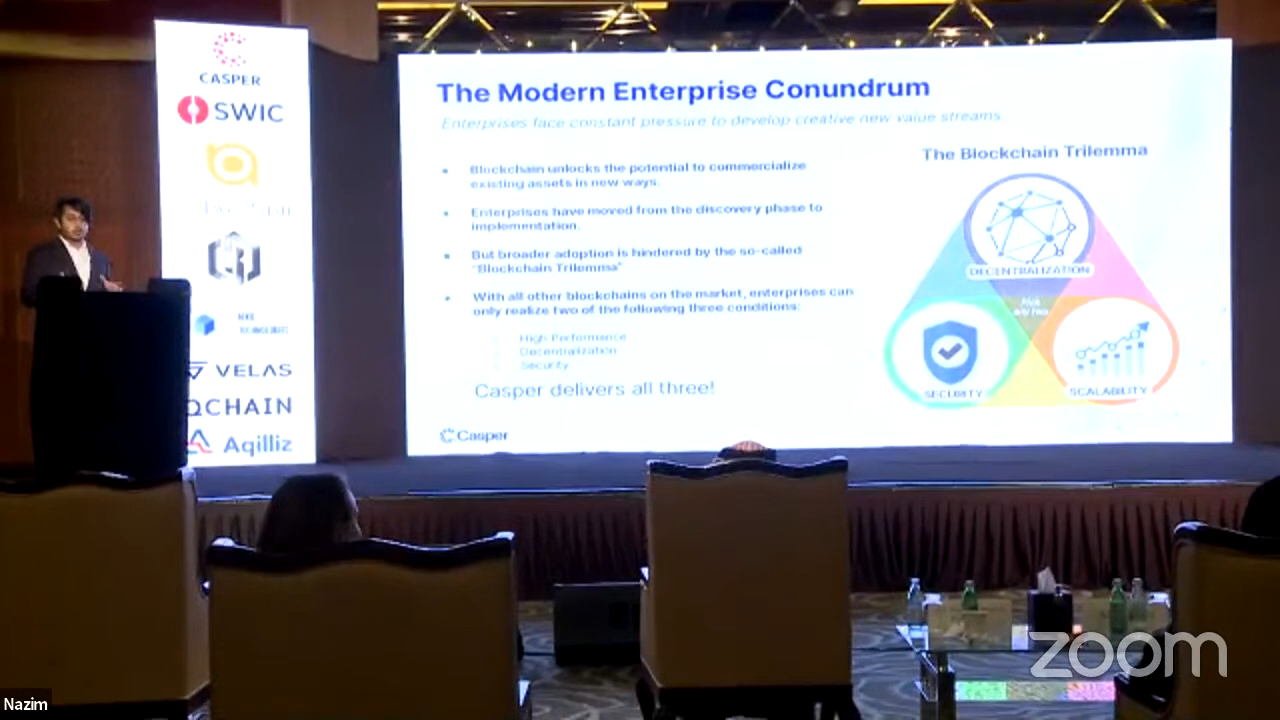 CASPER
SWIC
VELAS
QCHAIN
Aqilliz
The Modern Enterprise Conundrum
Enterprises face constant pressure to develop creative new value streams.
• Blockchain unlocks the potential to commercialize
existing assets in new ways.
• Enterprises have moved from the discovery phase to
implementation.
• But broader adoption is hindered by the so-called
"Blockchain Trilemma"
• With all other blockchains on the market, enterprises can
only realize two of the following three conditions:
High Performance
Decentralization
Security
Casper delivers all three!
Casper
The Blockchain Trilemma
DECENTRALIZATION
SECURITY
SCALABILITY
zoom
Nazim